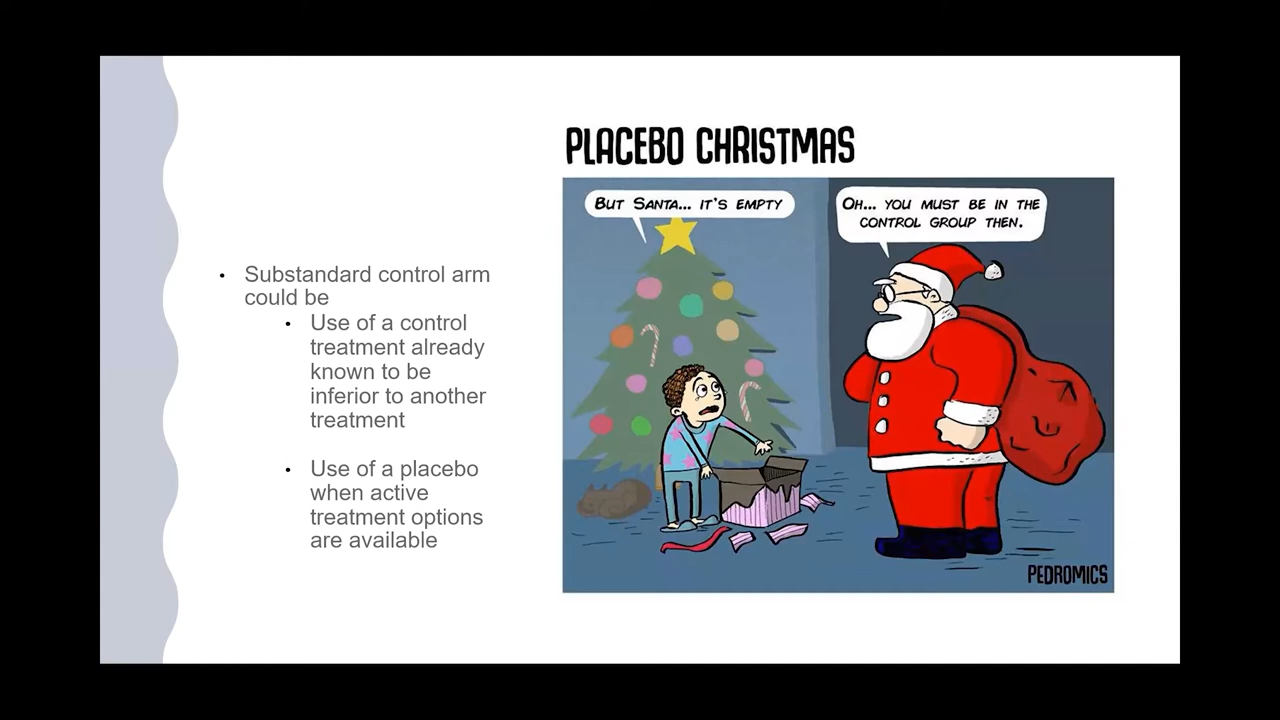 PLACEBO CHRISTMAS
BUT SANTA... IT'S EMPTY
OH... YOU MUST BE IN THE
CONTROL GROUP THEN.
• Substandard control arm
could be
• Use of a control
treatment already
known to be
inferior to another
treatment
• Use of a placebo
when active
treatment options
are available
PEDROMICS